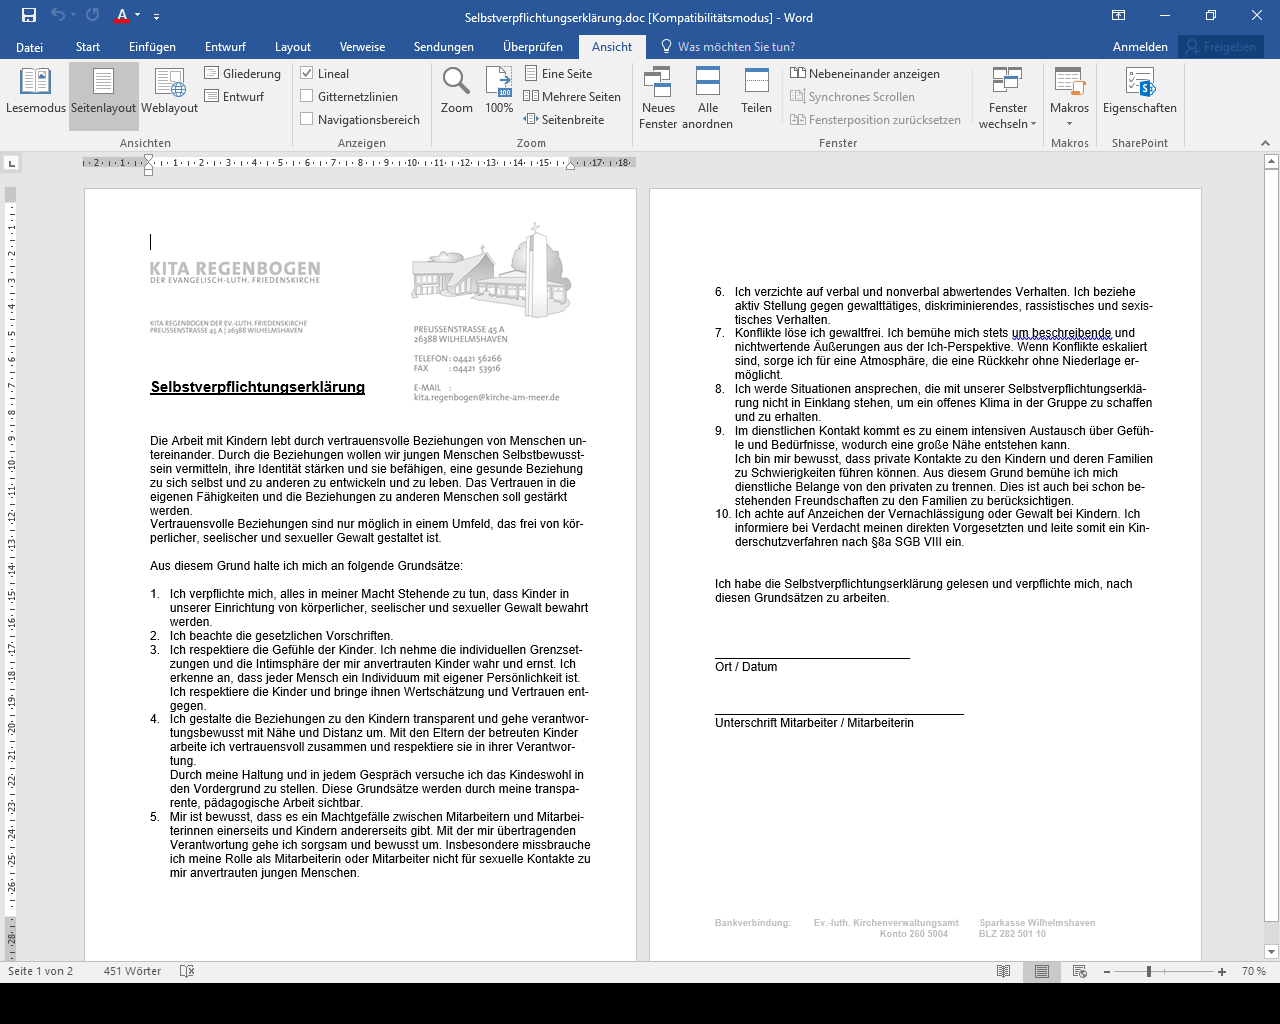 Selbstverpflichtungserklärung.doc [Kompatibilitätsmodus] - Word
Datei Start Einfügen Entwurf Layout Verweise Sendungen Überprüfen Ansicht Was möchten Sie tun? Anmelden Freigeben
Lesemodus Seitenlayout Weblayout
Gliederung
Entwurf
Ansichten
Lineal
Gitternetzlinien
Navigationsbereich
Anzeigen
Zoom 100%
Eine Seite
Mehrere Seiten
Seitenbreite
Zoom
Neues Fenster
Alle anordnen
Teilen
Nebeneinander anzeigen
Synchrones Scrollen
Fensterposition zurücksetzen
Fenster wechseln
Fenster
Makros
Makros
Eigenschaften
SharePoint
KITA REGENBOGEN
DER EVANGELISCH-LUTH. FRIEDENSKIRCHE
KITA REGENBOGEN DER EV.-LUTH. FRIEDENSKIRCHE
PREUSSENSTRASSE 45 A | 26388 WILHELMSHAVEN
PREUSSENSTRASSE 45 A
26388 WILHELMSHAVEN
TELEFON : 04421 56266
FAX : 04421 53916
E-MAIL :
kita.regenbogen@kirche-am-meer.de
Selbstverpflichtungserklärung
Die Arbeit mit Kindern lebt durch vertrauensvolle Beziehungen von Menschen un-
tereinander. Durch die Beziehungen wollen wir jungen Menschen Selbstbewusst-
sein vermitteln, ihre Identität stärken und sie befähigen, eine gesunde Beziehung
zu sich selbst und zu anderen zu entwickeln und zu leben. Das Vertrauen in die
eigenen Fähigkeiten und die Beziehungen zu anderen Menschen soll gestärkt
werden.
Vertrauensvolle Beziehungen sind nur möglich in einem Umfeld, das frei von kör-
perlicher, seelischer und sexueller Gewalt gestaltet ist.
Aus diesem Grund halte ich mich an folgende Grundsätze:
1. Ich verpflichte mich, alles in meiner Macht Stehende zu tun, dass Kinder in
unserer Einrichtung von körperlicher, seelischer und sexueller Gewalt bewahrt
werden.
2. Ich beachte die gesetzlichen Vorschriften.
3. Ich respektiere die Gefühle der Kinder. Ich nehme die individuellen Grenzset-
zungen und die Intimsphäre der mir anvertrauten Kinder wahr und ernst. Ich
erkenne an, dass jeder Mensch ein Individuum mit eigener Persönlichkeit ist.
Ich respektiere die Kinder und bringe ihnen Wertschätzung und Vertrauen ent-
gegen.
4. Ich gestalte die Beziehungen zu den Kindern transparent und gehe verantwor-
tungsbewusst mit Nähe und Distanz um. Mit den Eltern der betreuten Kinder
arbeite ich vertrauensvoll zusammen und respektiere sie in ihrer Verantwor-
tung.
Durch meine Haltung und in jedem Gespräch versuche ich das Kindeswohl in
den Vordergrund zu stellen. Diese Grundsätze werden durch meine transpa-
rente, pädagogische Arbeit sichtbar.
5. Mir ist bewusst, dass es ein Machtgefälle zwischen Mitarbeitern und Mitarbei-
terinnen einerseits und Kindern andererseits gibt. Mit der mir übertragenden
Verantwortung gehe ich sorgsam und bewusst um. Insbesondere missbrauche
ich meine Rolle als Mitarbeiterin oder Mitarbeiter nicht für sexuelle Kontakte zu
mir anvertrauten jungen Menschen.
6. Ich verzichte auf verbal und nonverbal abwertendes Verhalten. Ich beziehe
aktiv Stellung gegen gewalttätiges, diskriminierendes, rassistisches und sexis-
tisches Verhalten.
7. Konflikte löse ich gewaltfrei. Ich bemühe mich stets um beschreibende und
nichtwertende Äußerungen aus der Ich-Perspektive. Wenn Konflikte eskaliert
sind, sorge ich für eine Atmosphäre, die eine Rückkehr ohne Niederlage er-
möglicht.
8. Ich werde Situationen ansprechen, die mit unserer Selbstverpflichtungserklä-
rung nicht in Einklang stehen, um ein offenes Klima in der Gruppe zu schaffen
und zu erhalten.
9. Im dienstlichen Kontakt kommt es zu einem intensiven Austausch über Gefüh-
le und Bedürfnisse, wodurch eine große Nähe entstehen kann.
Ich bin mir bewusst, dass private Kontakte zu den Kindern und deren Familien
zu Schwierigkeiten führen können. Aus diesem Grund bemühe ich mich
dienstliche Belange von den privaten zu trennen. Dies ist auch bei schon be-
stehenden Freundschaften zu den Familien zu berücksichtigen.
10. Ich achte auf Anzeichen der Vernachlässigung oder Gewalt bei Kindern. Ich
informiere bei Verdacht meinen direkten Vorgesetzten und leite somit ein Kin-
derschutzverfahren nach §8a SGB VIII ein.
Ich habe die Selbstverpflichtungserklärung gelesen und verpflichte mich, nach
diesen Grundsätzen zu arbeiten.
Ort / Datum
Unterschrift Mitarbeiter / Mitarbeiterin
Bankverbindung: Ev.-luth. Kirchenverwaltungsamt Sparkasse Wilhelmshaven
Konto 260 5004 BLZ 282 501 10
Seite 1 von 2 451 Wörter 70 %